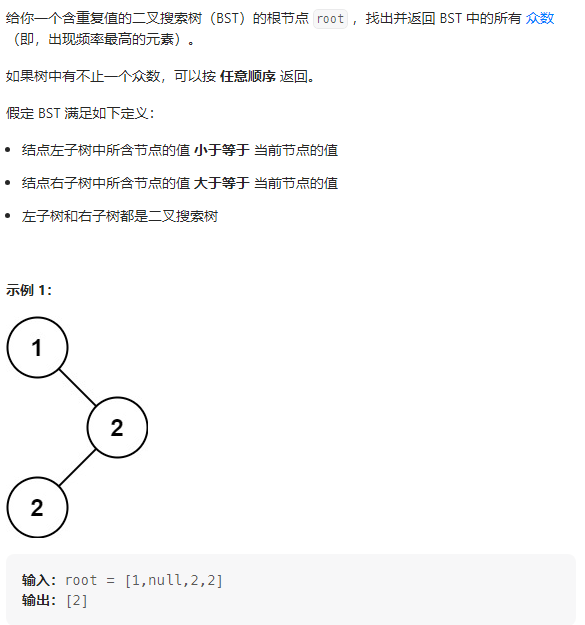 给你一个含重复值的二叉搜索树（BST）的根节点 root ，找出并返回 BST 中的所有 众数
（即，出现频率最高的元素）。
如果树中有不止一个众数，可以按 任意顺序 返回。
假定 BST 满足如下定义：
• 结点左子树中所含节点的值 小于等于 当前节点的值
• 结点右子树中所含节点的值 大于等于 当前节点的值
• 左子树和右子树都是二叉搜索树
示例 1：
1
2
2
输入：root = [1,null,2,2]
输出：[2]